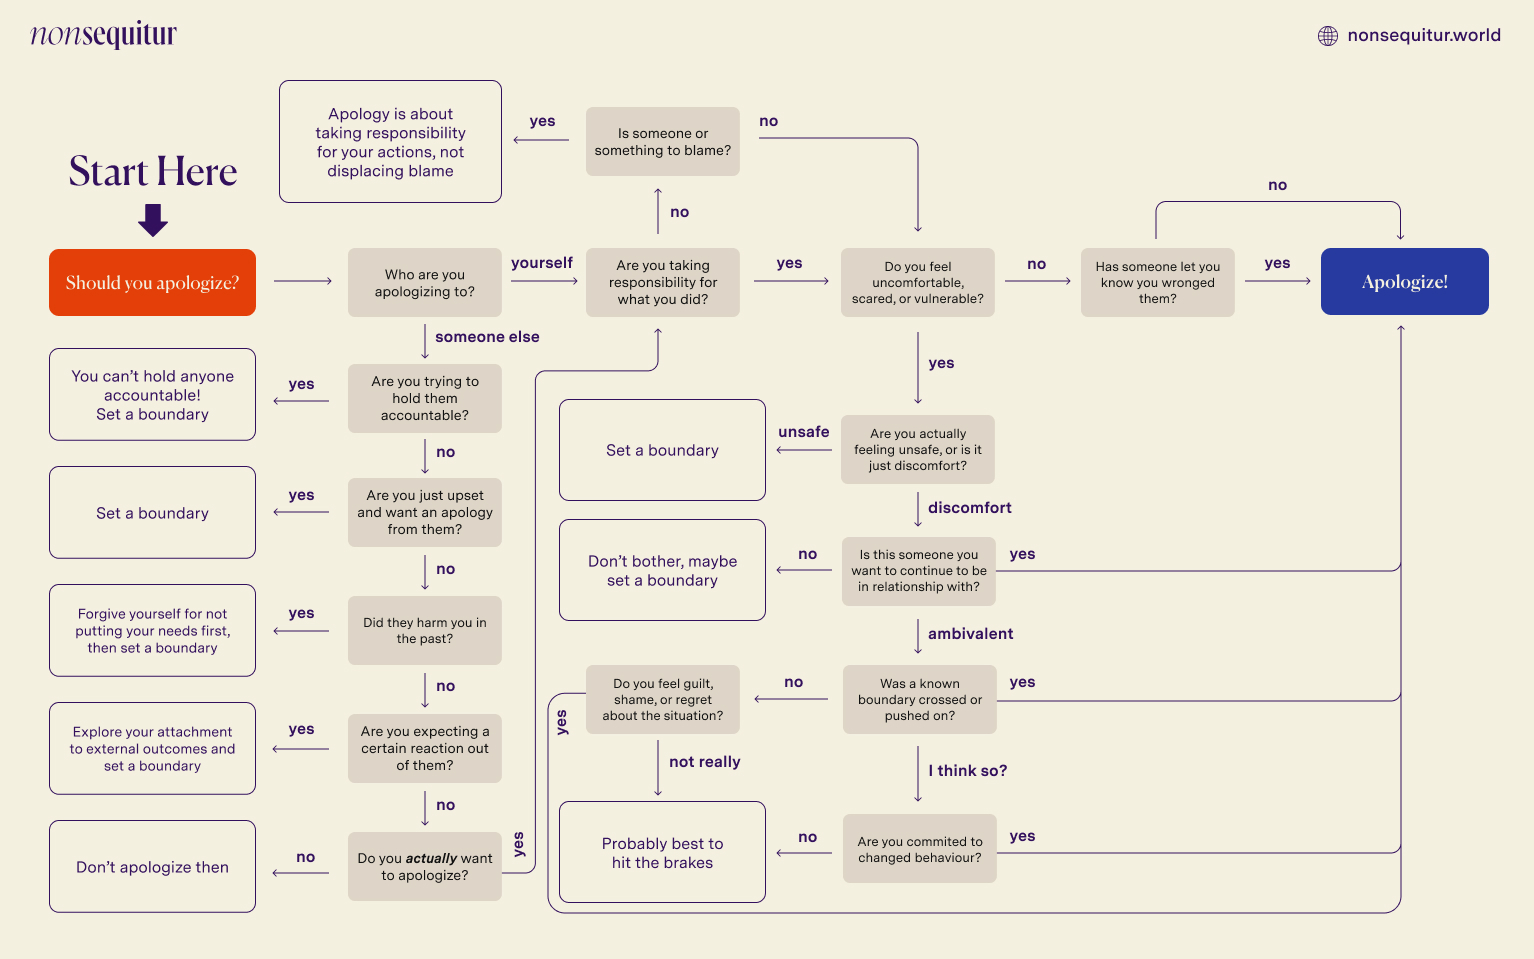 nonsequitur
nonsequitur.world
Start Here
Should you apologize?
Apology is about
taking responsibility
for your actions, not
displacing blame
yes
Is someone or
something to blame?
no
no
Who are you
apologizing to?
yourself
Are you taking
responsibility for
what you did?
yes
Do you feel
uncomfortable,
scared, or vulnerable?
no
Has someone let you
know you wronged
them?
no
yes
Apologize!
someone else
You can't hold anyone
accountable!
Set a boundary
yes
Are you trying to
hold them
accountable?
no
Set a boundary
yes
Are you just upset
and want an apology
from them?
no
Forgive yourself for not
putting your needs first,
then set a boundary
yes
Did they harm you in
the past?
no
Explore your attachment
to external outcomes and
set a boundary
yes
Are you expecting a
certain reaction out
of them?
no
Don't apologize then
no
Do you actually want
to apologize?
yes
yes
Set a boundary
unsafe
Are you actually
feeling unsafe, or is it
just discomfort?
discomfort
Don't bother, maybe
set a boundary
no
Is this someone you
want to continue to be
in relationship with?
yes
ambivalent
yes
Do you feel guilt,
shame, or regret
about the situation?
no
Was a known
boundary crossed or
pushed on?
yes
not really
I think so?
Probably best to
hit the brakes
no
Are you commited to
changed behaviour?
yes